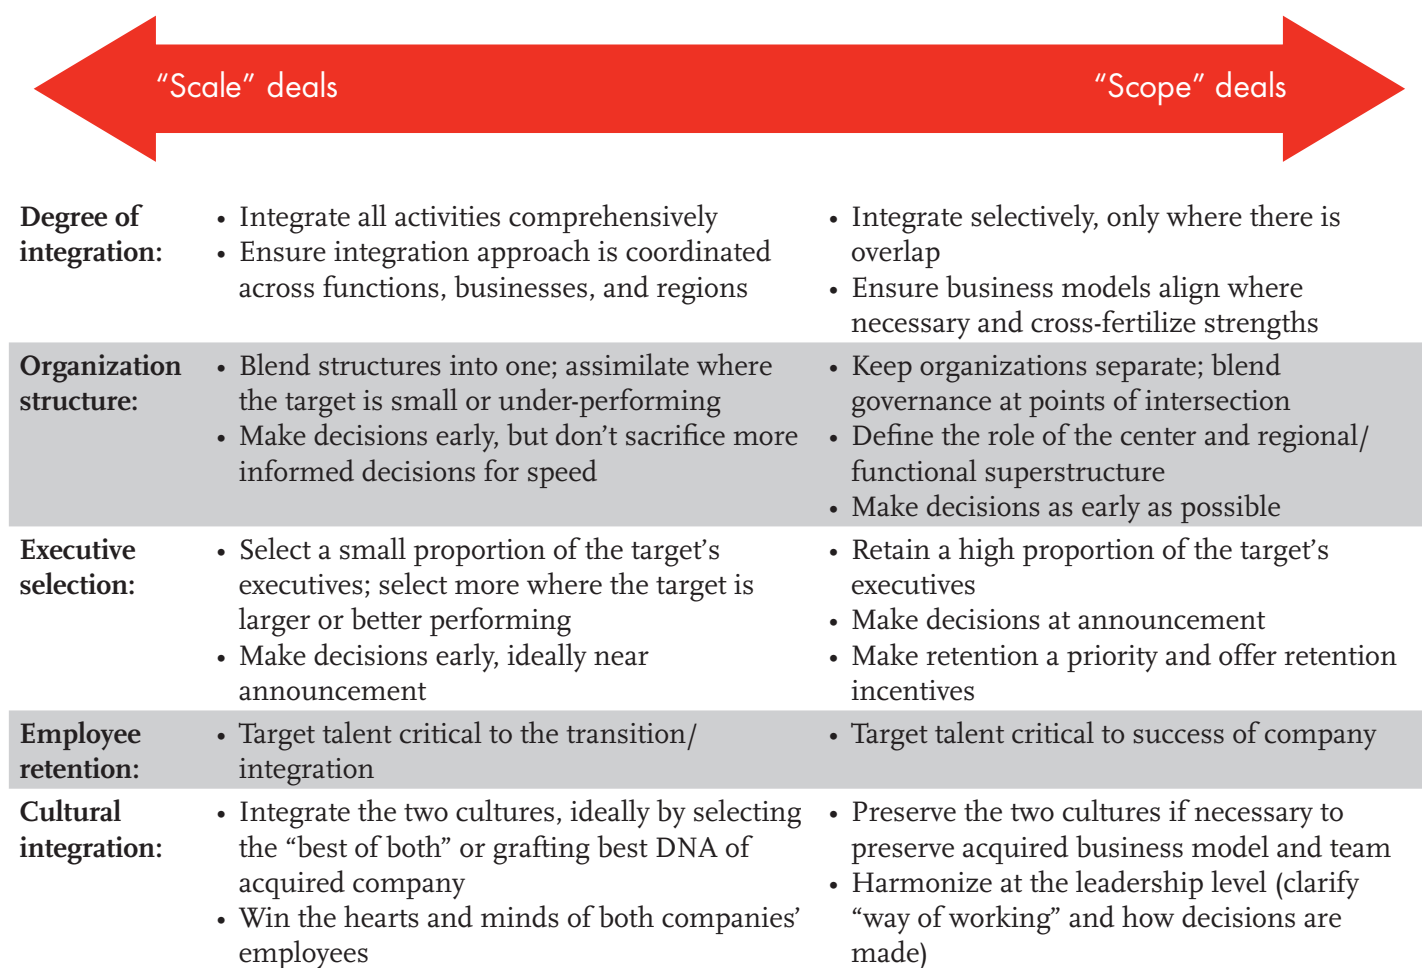 “Scale” deals
“Scope” deals
Degree of
integration:
• Integrate all activities comprehensively
• Ensure integration approach is coordinated
across functions, businesses, and regions
• Integrate selectively, only where there is
overlap
• Ensure business models align where
necessary and cross-fertilize strengths
Organization
structure:
• Blend structures into one; assimilate where
the target is small or under-performing
• Make decisions early, but don’t sacrifice more
informed decisions for speed
• Keep organizations separate; blend
governance at points of intersection
• Define the role of the center and regional/
functional superstructure
• Make decisions as early as possible
Executive
selection:
• Select a small proportion of the target’s
executives; select more where the target is
larger or better performing
• Make decisions early, ideally near
announcement
• Retain a high proportion of the target’s
executives
• Make decisions at announcement
• Make retention a priority and offer retention
incentives
Employee
retention:
• Target talent critical to the transition/
integration
• Target talent critical to success of company
Cultural
integration:
• Integrate the two cultures, ideally by selecting
the “best of both” or grafting best DNA of
acquired company
• Win the hearts and minds of both companies’
employees
• Preserve the two cultures if necessary to
preserve acquired business model and team
• Harmonize at the leadership level (clarify
“way of working” and how decisions are
made)